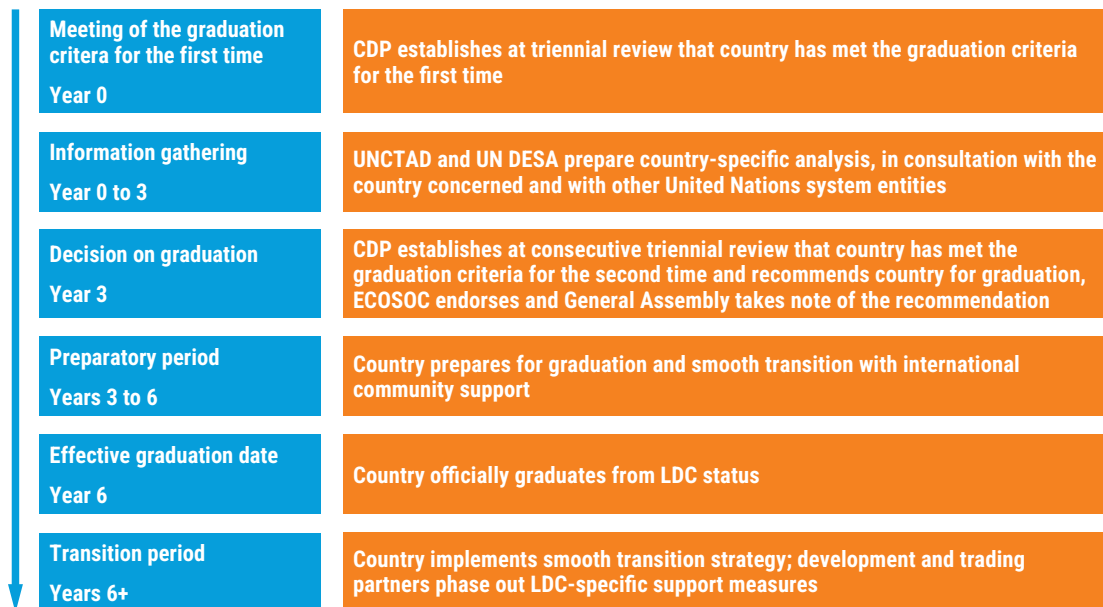 Meeting of the graduation
critera for the first time
Year 0
CDP establishes at triennial review that country has met the graduation criteria
for the first time
Information gathering
Year 0 to 3
UNCTAD and UN DESA prepare country-specific analysis, in consultation with the
country concerned and with other United Nations system entities
Decision on graduation
Year 3
CDP establishes at consecutive triennial review that country has met the
graduation criteria for the second time and recommends country for graduation,
ECOSOC endorses and General Assembly takes note of the recommendation
Preparatory period
Years 3 to 6
Country prepares for graduation and smooth transition with international
community support
Effective graduation date
Year 6
Country officially graduates from LDC status
Transition period
Years 6+
Country implements smooth transition strategy; development and trading
partners phase out LDC-specific support measures